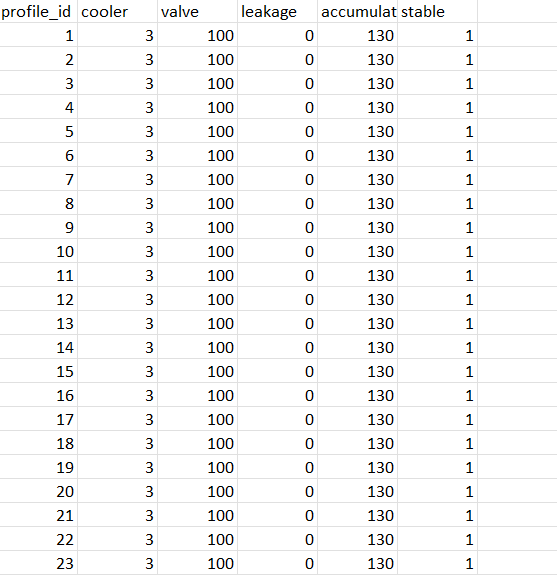 profile_id cooler valve leakage accumulat stable
1 3 100 0 130 1
2 3 100 0 130 1
3 3 100 0 130 1
4 3 100 0 130 1
5 3 100 0 130 1
6 3 100 0 130 1
7 3 100 0 130 1
8 3 100 0 130 1
9 3 100 0 130 1
10 3 100 0 130 1
11 3 100 0 130 1
12 3 100 0 130 1
13 3 100 0 130 1
14 3 100 0 130 1
15 3 100 0 130 1
16 3 100 0 130 1
17 3 100 0 130 1
18 3 100 0 130 1
19 3 100 0 130 1
20 3 100 0 130 1
21 3 100 0 130 1
22 3 100 0 130 1
23 3 100 0 130 1